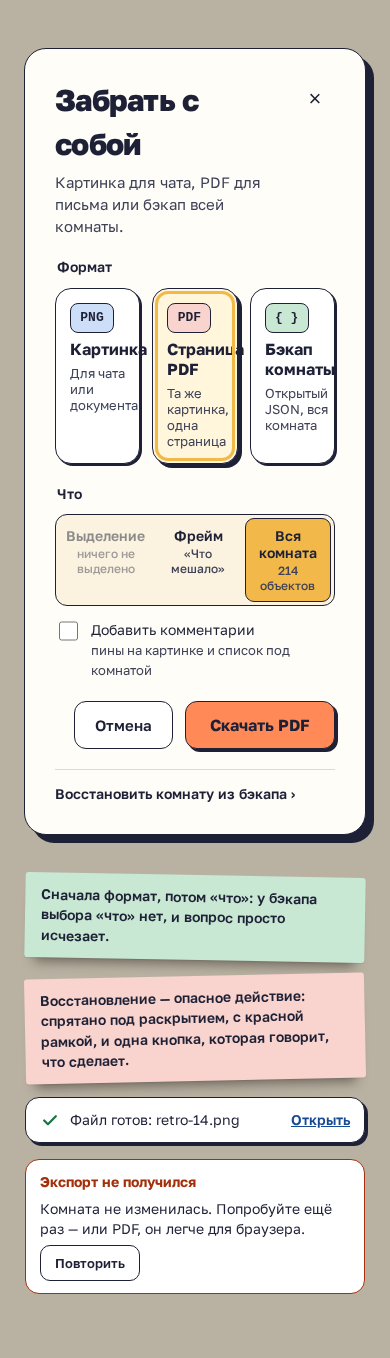 Забрать с
собой
×
Картинка для чата, PDF для
письма или бэкап всей
комнаты.
Формат
PNG
Картинка
Для чата
или
документа
PDF
Страница
PDF
Та же
картинка,
одна
страница
{ }
Бэкап
комнаты
Открытый
JSON, вся
комната
Что
Выделение
ничего не
выделено
Фрейм
«Что
мешало»
Вся
комната
214
объектов
Добавить комментарии
пины на картинке и список под
комнатой
Отмена
Скачать PDF
Восстановить комнату из бэкапа ›
Сначала формат, потом «что»: у бэкапа
выбора «что» нет, и вопрос просто
исчезает.
Восстановление — опасное действие:
спрятано под раскрытием, с красной
рамкой, и одна кнопка, которая говорит,
что сделает.
Файл готов: retro-14.png
Открыть
Экспорт не получился
Комната не изменилась. Попробуйте ещё
раз — или PDF, он легче для браузера.
Повторить